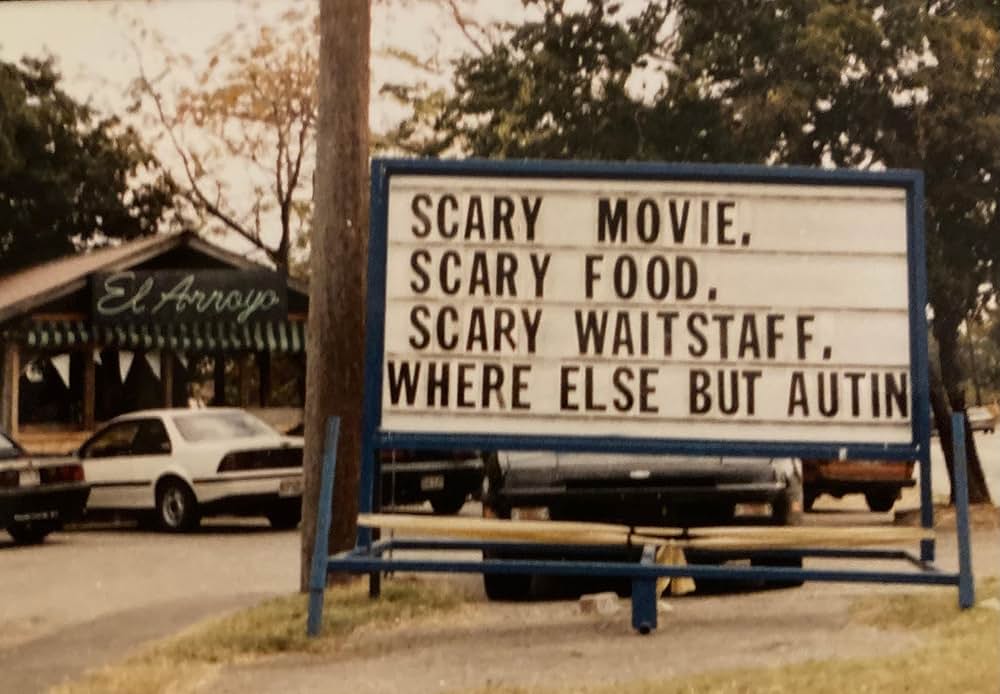 El Arroyo
SCARY MOVIE.
SCARY FOOD.
SCARY WAITSTAFF.
WHERE ELSE BUT AUTIN